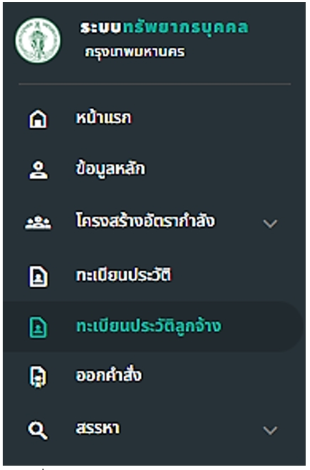 ระบบทรัพยากรบุคคล
กรุงเทพมหานคร
หน้าแรก
ข้อมูลหลัก
โครงสร้างอัตรากำลัง
ทะเบียนประวัติ
ทะเบียนประวัติลูกจ้าง
ออกคำสั่ง
สรรหา